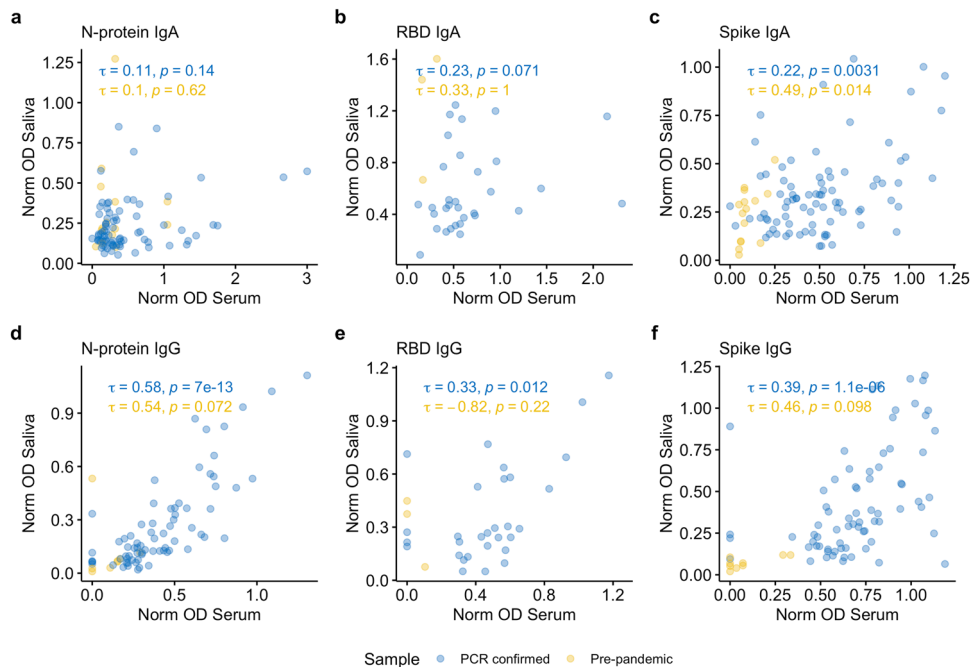 a
N-protein IgA
τ = 0.11, p = 0.14
τ = 0.1, p = 0.62
Norm OD Saliva
1.25
1.00
0.75
0.50
0.25
0.00
0 1 2 3
Norm OD Serum
b
RBD IgA
τ = 0.23, p = 0.071
τ = 0.33, p = 1
Norm OD Saliva
1.6
1.2
0.8
0.4
0.0 0.5 1.0 1.5 2.0
Norm OD Serum
c
Spike IgA
τ = 0.22, p = 0.0031
τ = 0.49, p = 0.014
Norm OD Saliva
1.00
0.75
0.50
0.25
0.00
0.00 0.25 0.50 0.75 1.00 1.25
Norm OD Serum
d
N-protein IgG
τ = 0.58, p = 7e-13
τ = 0.54, p = 0.072
Norm OD Saliva
0.9
0.6
0.3
0.0
0.0 0.5 1.0
Norm OD Serum
e
RBD IgG
τ = 0.33, p = 0.012
τ = − 0.82, p = 0.22
Norm OD Saliva
1.2
0.9
0.6
0.3
0.0
0.0 0.4 0.8 1.2
Norm OD Serum
f
Spike IgG
τ = 0.39, p = 1.1e-06
τ = 0.46, p = 0.098
Norm OD Saliva
1.25
1.00
0.75
0.50
0.25
0.00
0.00 0.25 0.50 0.75 1.00
Norm OD Serum
Sample PCR confirmed Pre-pandemic